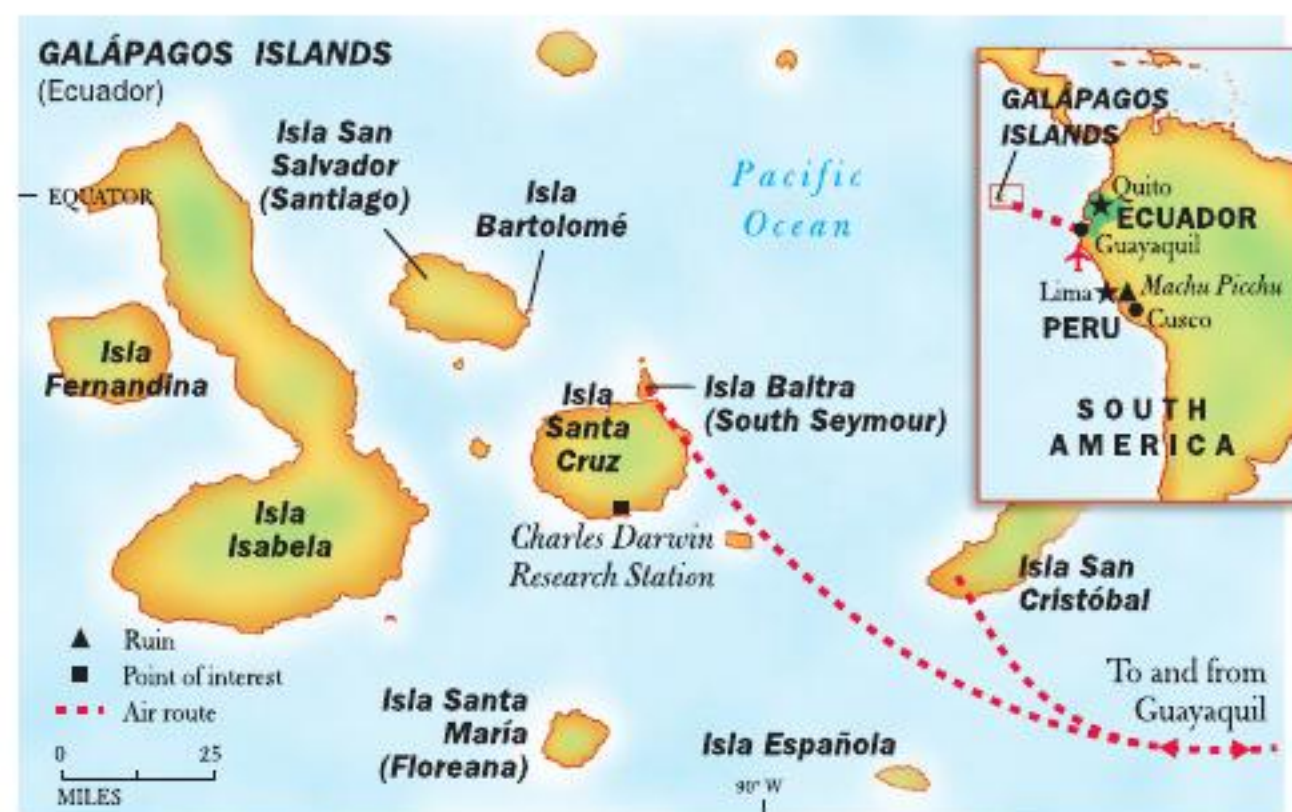 GALÁPAGOS ISLANDS
(Ecuador)
Isla San
Salvador
(Santiago)
Isla
Bartolomé
Pacific
Ocean
EQUATOR
Isla
Fernandina
Isla
Santa
Cruz
Isla Baltra
(South Seymour)
Isla
Isabela
Charles Darwin
Research Station
Isla San
Cristóbal
Ruin
Point of interest
Air route
0 25
MILES
Isla Santa
María
(Floreana)
Isla Española
90° W
To and from
Guayaquil
GALÁPAGOS
ISLANDS
Quito
ECUADOR
Guayaquil
Lima
Machu Picchu
PERU
Cusco
SOUTH
AMERICA